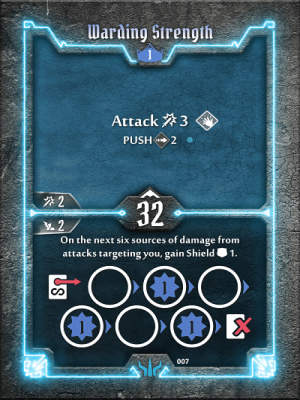 Warding Strength
1
Attack 3
PUSH 2
2
32
2
On the next six sources of damage from
attacks targeting you, gain Shield 1.
1
1
1
007